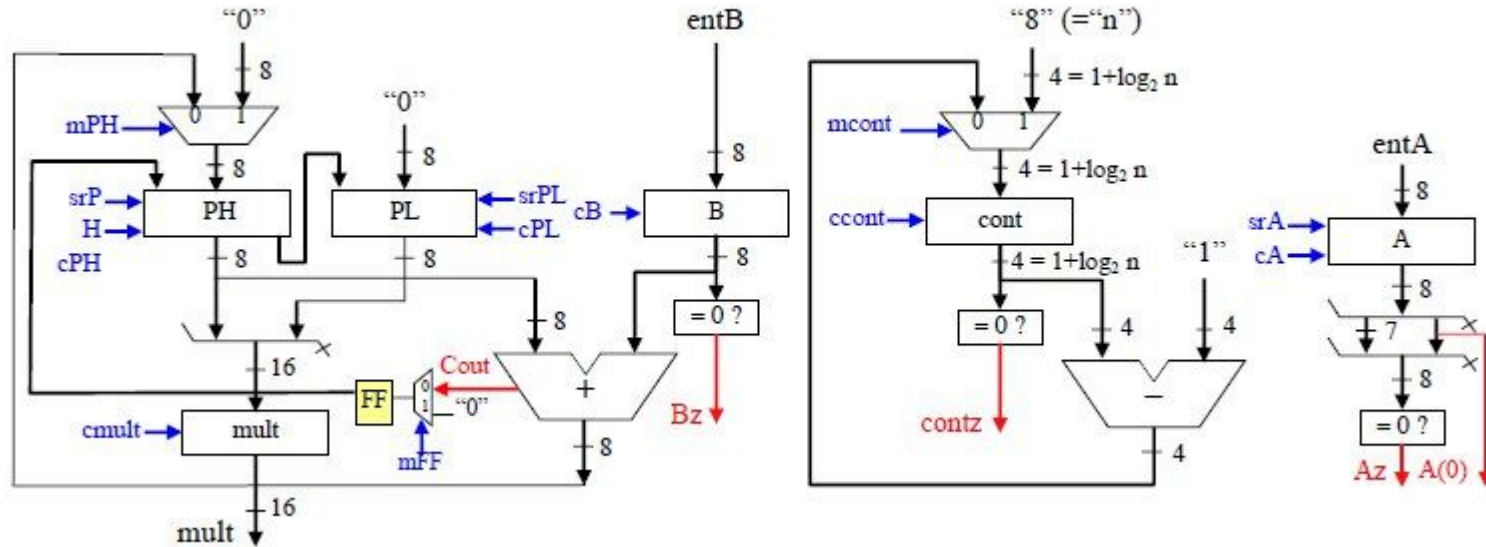 “0”
entB
“8” (=“n”)
8
4 = 1+log2 n
“0”
0 1
mPH
mcont
0 1
entA
8
8
8
4 = 1+log2 n
8
srP
PH
PL
srPL
cB
B
ccont
cont
srA
A
H
cPL
cA
cPH
8
8
8
4 = 1+log2 n
“1”
8
= 0 ?
= 0 ?
8
4
4
7
16
Cout
+
−
8
FF
0
1
“0”
Bz
contz
= 0 ?
cmult
mult
mFF
8
4
Az
A(0)
16
mult